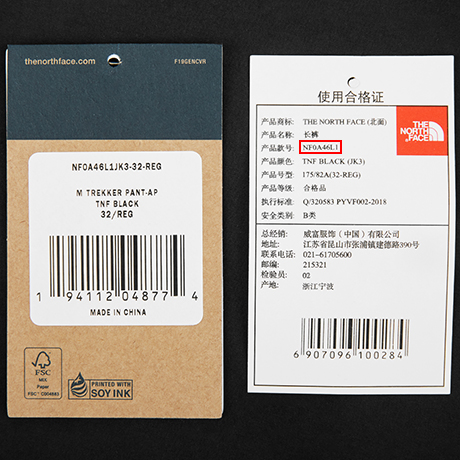 thenorthface.com
F19GENCVR
NF0A46L1JK3-32-REG
M TREKKER PANT-AP
TNF BLACK
32/REG
1 94112 04877 4
MADE IN CHINA
FSC
MIX
Paper
PRINTED WITH
SOY INK
使用合格证
产品商标: THE NORTH FACE (北面)
产品名称: 长裤
产品款号: NF0A46L1
产品颜色: TNF BLACK (JK3)
产品号型: 175/82A(32-REG)
产品等级: 合格品
执行标准: Q/320583 PYVF002-2018
安全类别: B类
THE
NORTH
FACE
总经销: 威富服饰(中国)有限公司
地址: 江苏省昆山市张浦镇建德路390号
联系电话: 021-61705600
邮编: 215321
检验员: 02
产地: 浙江宁波
6 907096 100284